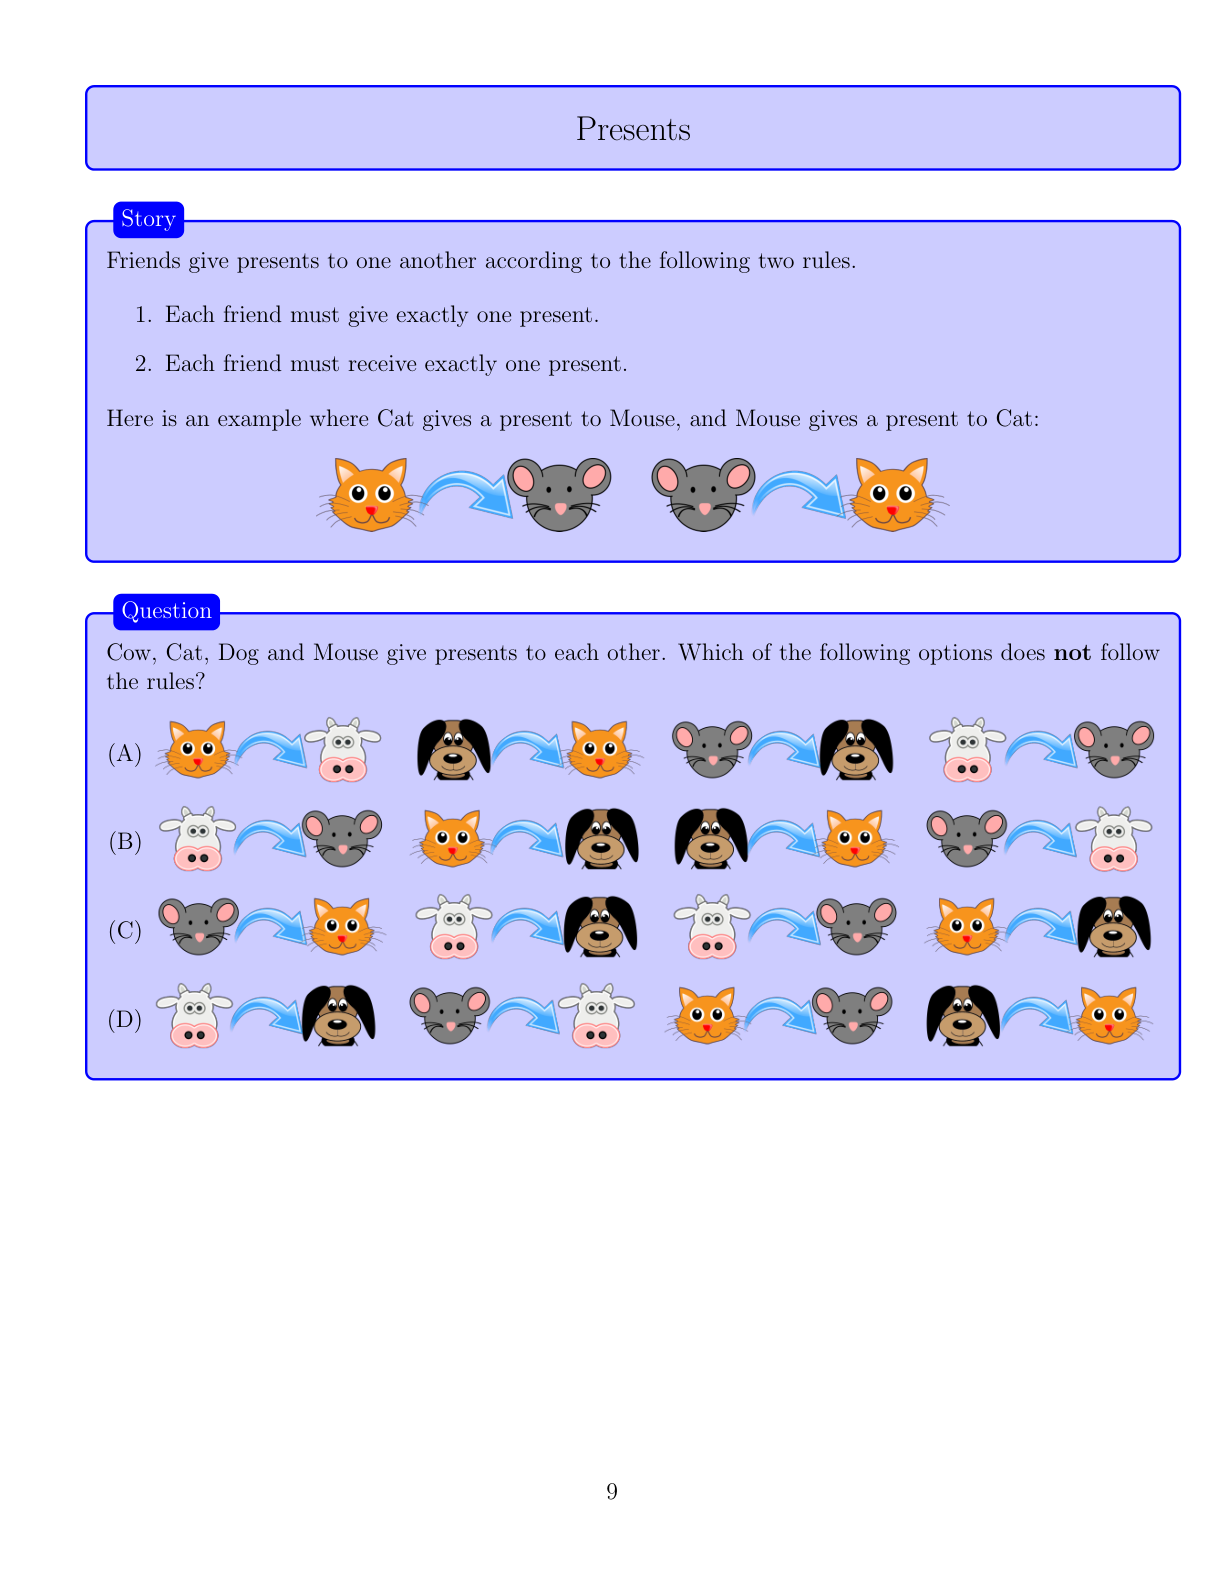 Presents
Story
Friends give presents to one another according to the following two rules.
1. Each friend must give exactly one present.
2. Each friend must receive exactly one present.
Here is an example where Cat gives a present to Mouse, and Mouse gives a present to Cat:
Question
Cow, Cat, Dog and Mouse give presents to each other. Which of the following options does not follow
the rules?
(A)
(B)
(C)
(D)
9